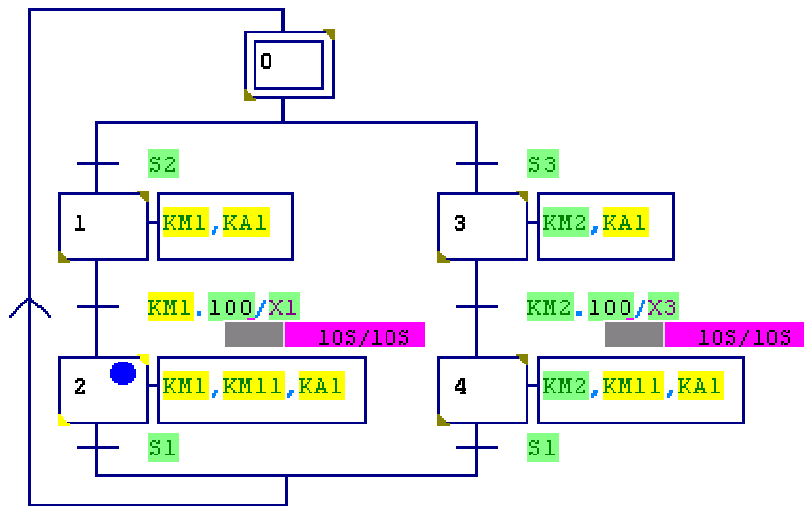 0
S2 S3
1 KM1,KA1 3 KM2,KA1
KM1.100/X1 KM2.100/X3
10S/10S 10S/10S
2 KM1,KM11,KA1 4 KM2,KM11,KA1
S1 S1